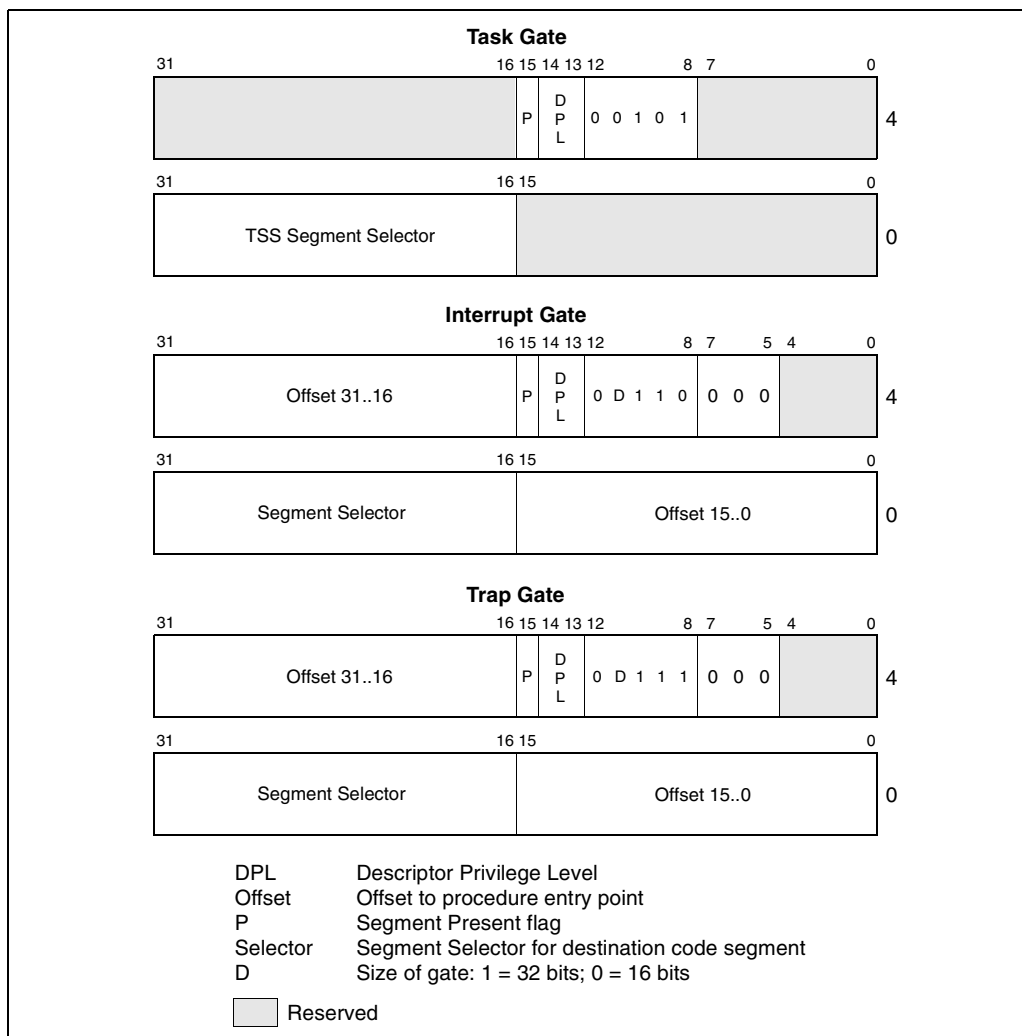 Task Gate
31 16 15 14 13 12 8 7 0
P D P L 0 0 1 0 1 4
31 16 15 0
TSS Segment Selector 0
Interrupt Gate
31 16 15 14 13 12 8 7 5 4 0
Offset 31..16 P D P L 0 D 1 1 0 0 0 0 4
31 16 15 0
Segment Selector Offset 15..0 0
Trap Gate
31 16 15 14 13 12 8 7 5 4 0
Offset 31..16 P D P L 0 D 1 1 1 0 0 0 4
31 16 15 0
Segment Selector Offset 15..0 0
DPL Descriptor Privilege Level
Offset Offset to procedure entry point
P Segment Present flag
Selector Segment Selector for destination code segment
D Size of gate: 1 = 32 bits; 0 = 16 bits
Reserved